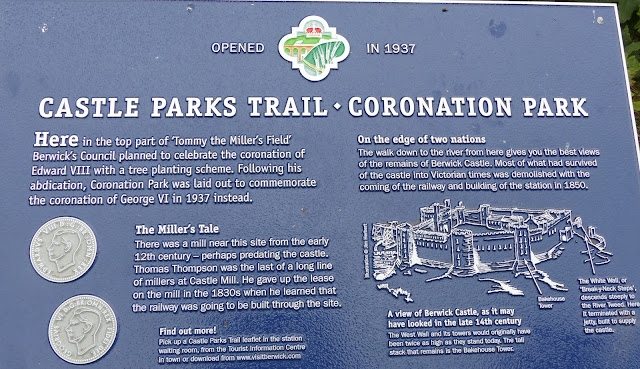 OPENED IN 1937
CASTLE PARKS TRAIL · CORONATION PARK
Here in the top part of 'Tommy the Miller's Field'
Berwick's Council planned to celebrate the coronation of
Edward VIII with a tree planting scheme. Following his
abdication, Coronation Park was laid out to commemorate
the coronation of George VI in 1937 instead.
The Miller's Tale
There was a mill near this site from the early
12th century – perhaps predating the castle.
Thomas Thompson was the last of a long line
of millers at Castle Mill. He gave up the lease
on the mill in the 1830s when he learned that
the railway was going to be built through the site.
Find out more!
Pick up a Castle Parks Trail leaflet in the station
waiting room, from the Tourist Information Centre
in town or download from www.visitberwick.com
On the edge of two nations
The walk down to the river from here gives you the best views
of the remains of Berwick Castle. Most of what had survived
of the castle into Victorian times was demolished with the
coming of the railway and building of the station in 1850.
Bakehouse
Tower
The White Wall, or
'Breaky-Neck Steps',
descends steeply to
the River Tweed. Here
it terminated with a
jetty, built to supply
the castle.
A view of Berwick Castle, as it may
have looked in the late 14th century
The West Wall and its towers would originally have
been twice as high as they stand today. The tall
stack that remains is the Bakehouse Tower.